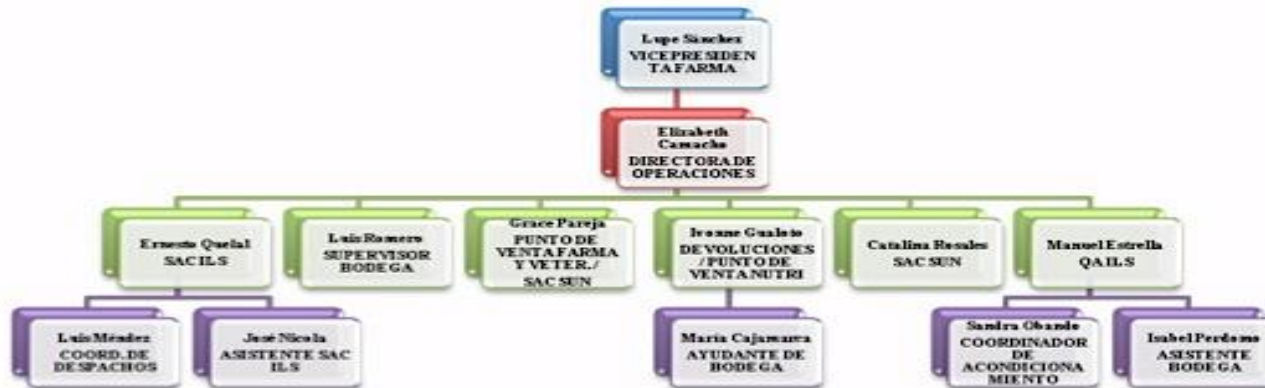 Lupe Sánchez
VICEPRESIDEN
TA FARMA
Elizabeth
Camacho
DIRECTORA DE
OPERACIONES
Ernesto Quelal
SAC ILS
Luis Romero
SUPERVISOR
BODEGA
Grace Pareja
PUNTO DE
VENTA FARMA
Y VETER. /
SAC SUN
Ivonne Gualoto
DEVOLUCIONES
/ PUNTO DE
VENTA NUTRI
Catalina Rosales
SAC SUN
Manuel Estrella
QA ILS
Luis Méndez
COORD. DE
DESPACHOS
José Nicola
ASISTENTE SAC
ILS
María Cajamarca
AYUDANTE DE
BODEGA
Sandra Obando
COORDINADOR
DE
ACONDICIONA
MIENTO
Isabel Perdomo
ASISTENTE
BODEGA